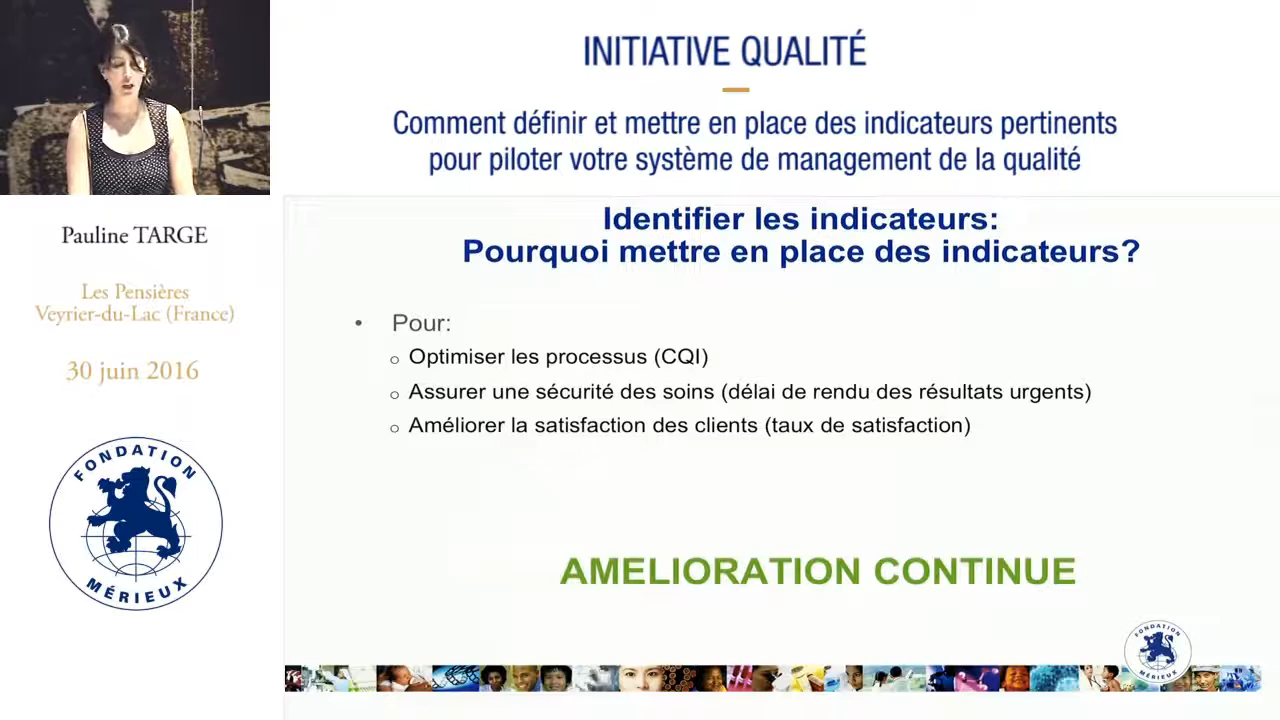 INITIATIVE QUALITÉ
Comment définir et mettre en place des indicateurs pertinents
pour piloter votre système de management de la qualité
Pauline TARGE
Les Pensières
Veyrier-du-Lac (France)
30 juin 2016
FONDATION
MÉRIEUX
Identifier les indicateurs:
Pourquoi mettre en place des indicateurs?
• Pour:
o Optimiser les processus (CQI)
o Assurer une sécurité des soins (délai de rendu des résultats urgents)
o Améliorer la satisfaction des clients (taux de satisfaction)
AMELIORATION CONTINUE
FONDATION
MÉRIEUX